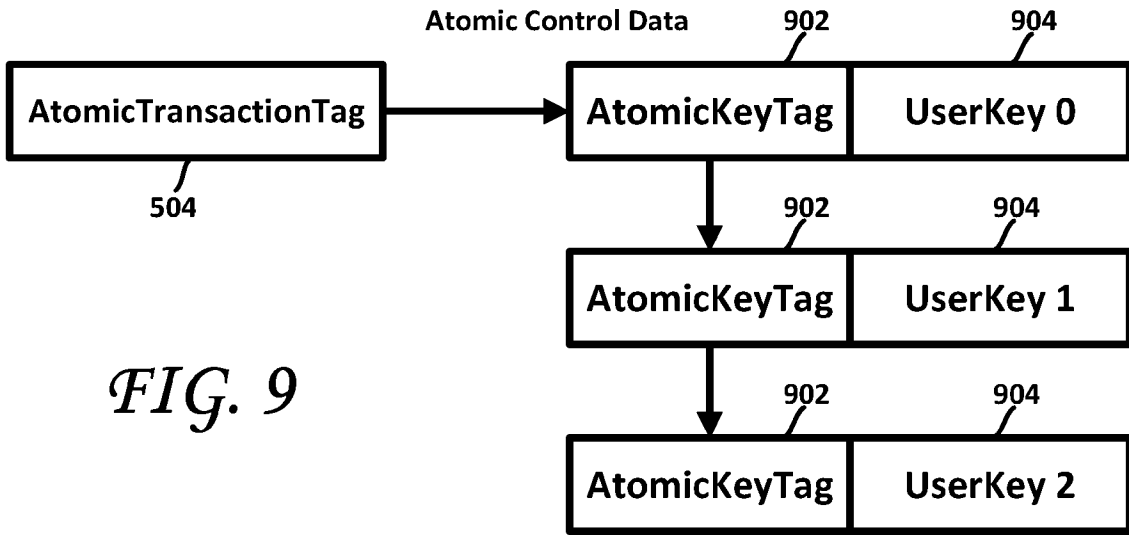 Atomic Control Data 902 904
AtomicTransactionTag AtomicKeyTag UserKey 0
504 902 904
AtomicKeyTag UserKey 1
FIG. 9 902 904
AtomicKeyTag UserKey 2